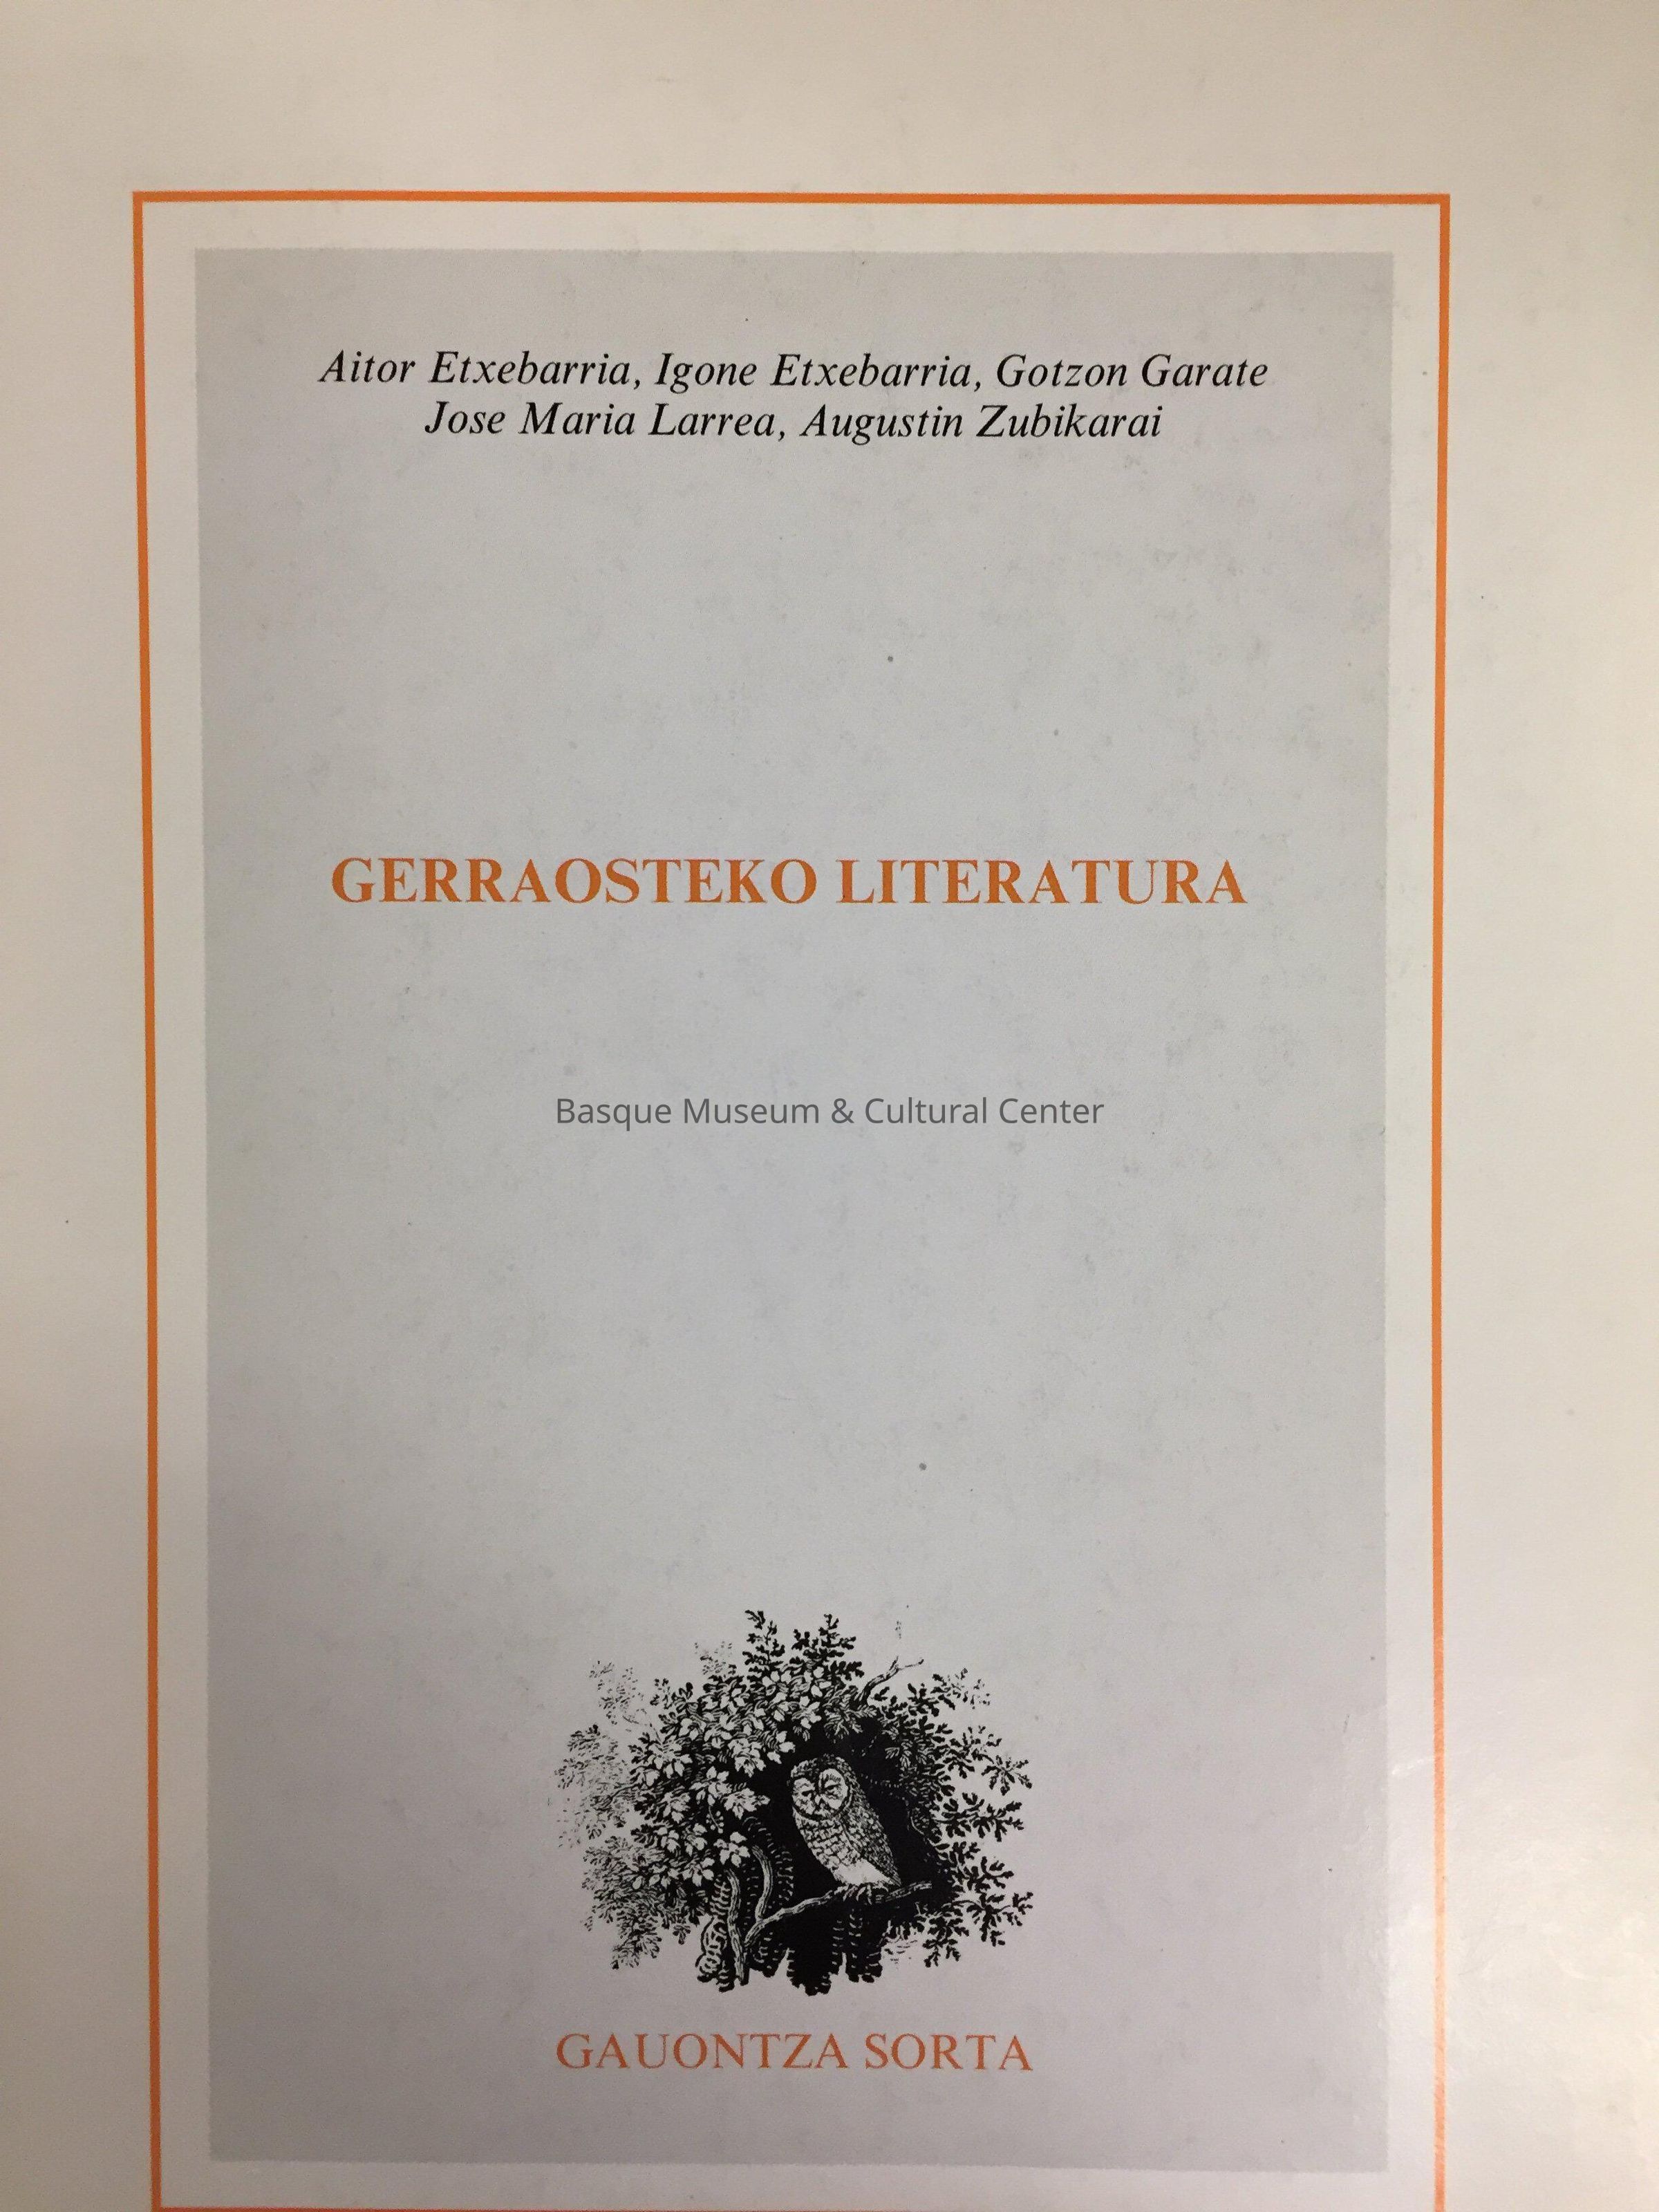 Aitor Etxebarria, Igone Etxebarria, Gotzon Garate
Jose Maria Larrea, Augustin Zubikarai
GERRAOSTEKO LITERATURA
Basque Museum & Cultural Center
GAUONTZA SORTA